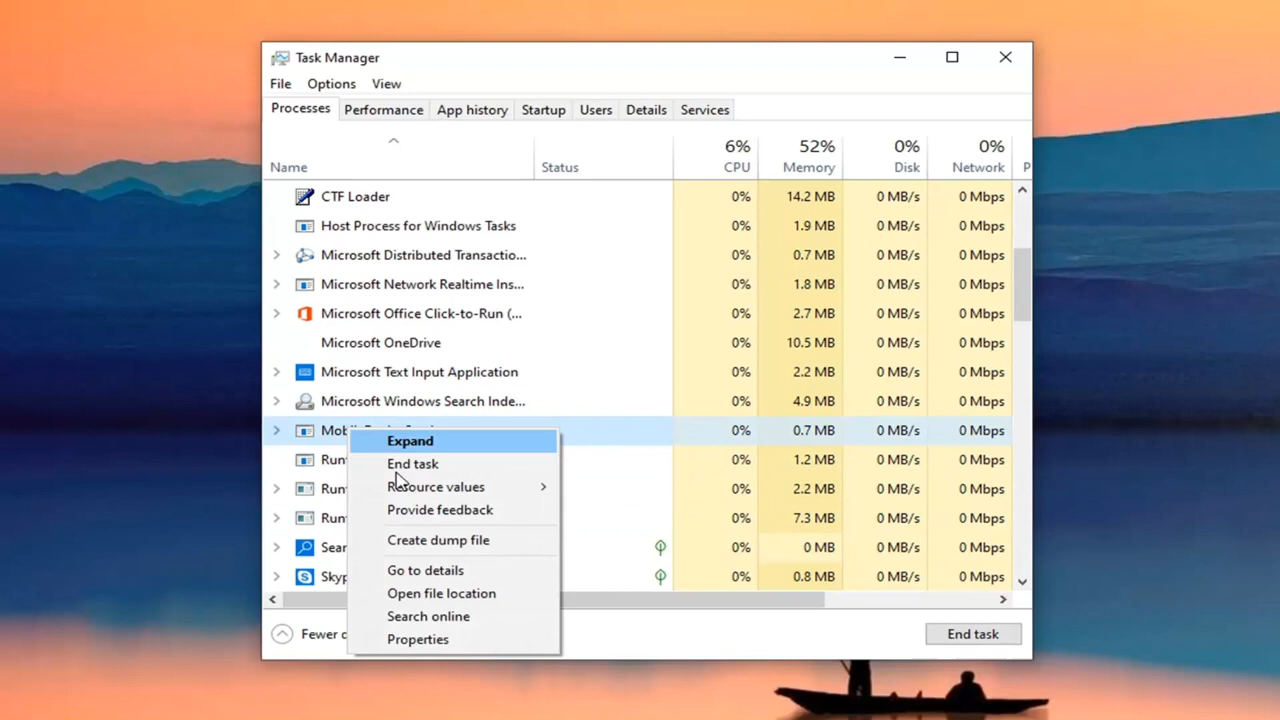 Task Manager
File Options View
Processes Performance App history Startup Users Details Services
6% 52% 0% 0%
Name Status CPU Memory Disk Network P
CTF Loader 0% 14.2 MB 0 MB/s 0 Mbps
Host Process for Windows Tasks 0% 1.9 MB 0 MB/s 0 Mbps
Microsoft Distributed Transactio... 0% 0.7 MB 0 MB/s 0 Mbps
Microsoft Network Realtime Ins... 0% 1.8 MB 0 MB/s 0 Mbps
Microsoft Office Click-to-Run (... 0% 2.7 MB 0 MB/s 0 Mbps
Microsoft OneDrive 0% 10.5 MB 0 MB/s 0 Mbps
Microsoft Text Input Application 0% 2.2 MB 0 MB/s 0 Mbps
Microsoft Windows Search Inde... 0% 4.9 MB 0 MB/s 0 Mbps
0% 0.7 MB 0 MB/s 0 Mbps
Expand
Run 0% 1.2 MB 0 MB/s 0 Mbps
End task
Run 0% 2.2 MB 0 MB/s 0 Mbps
Resource values
Provide feedback
Run 0% 7.3 MB 0 MB/s 0 Mbps
Create dump file
Sear 0% 0 MB 0 MB/s 0 Mbps
Go to details
Skyp 0% 0.8 MB 0 MB/s 0 Mbps
Open file location
Search online
Fewer d
Properties
End task